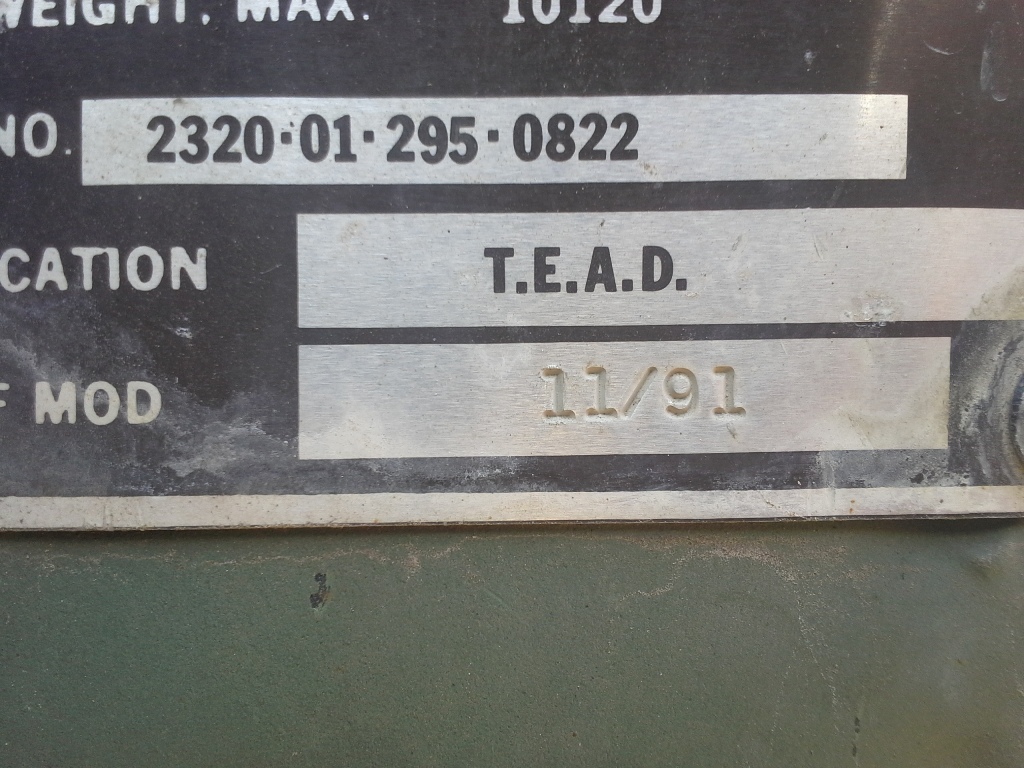 WEIGHT, MAX. 10120
NO. 2320·01·295·0822
CATION T.E.A.D.
F MOD 11/91